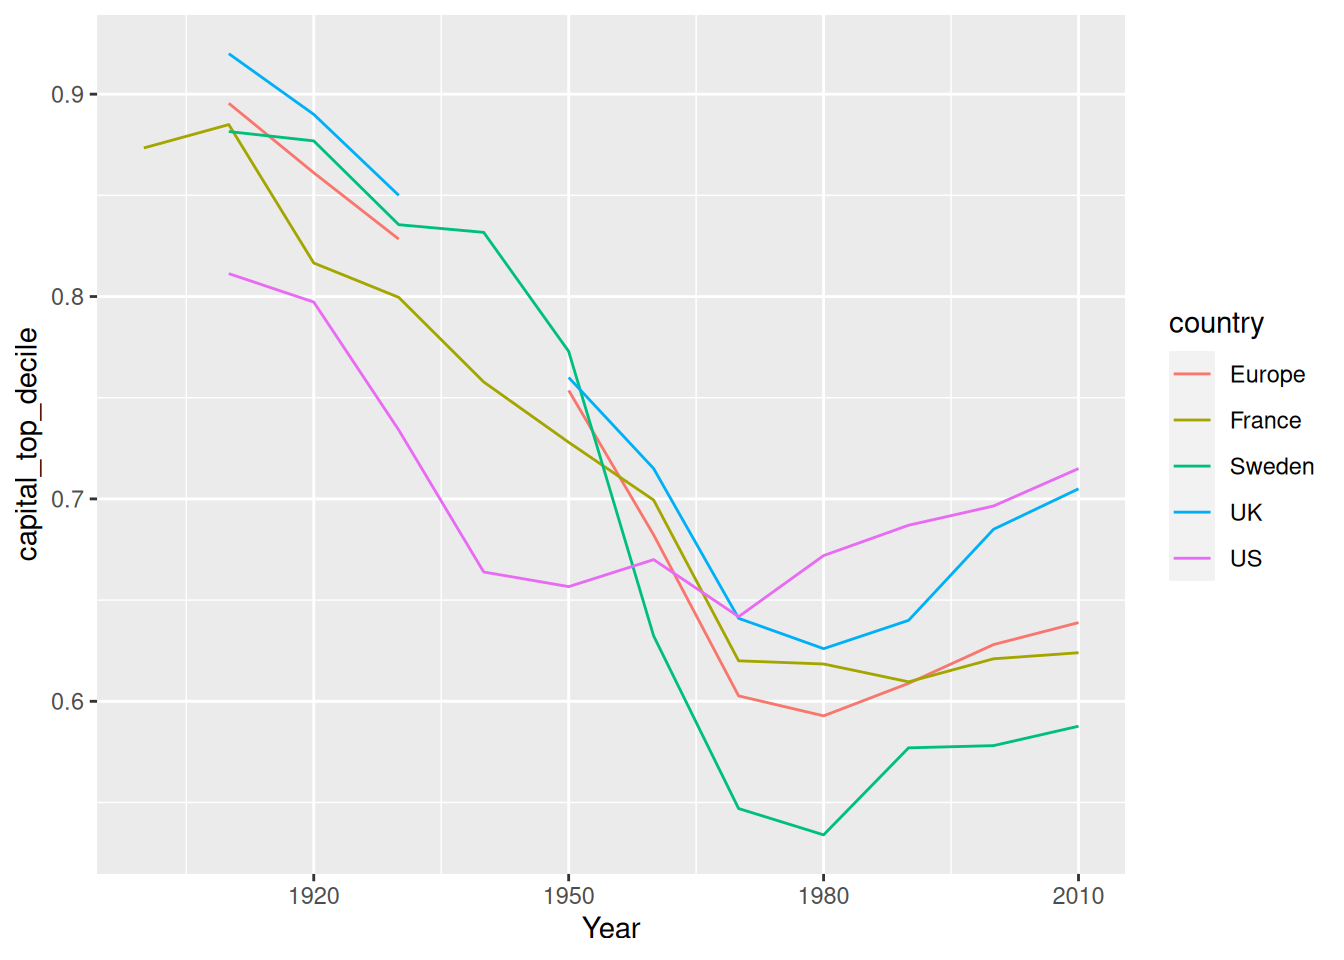 capital_top_decile
0.9
0.8
0.7
0.6
1920 1950 1980 2010
Year
country
Europe
France
Sweden
UK
US